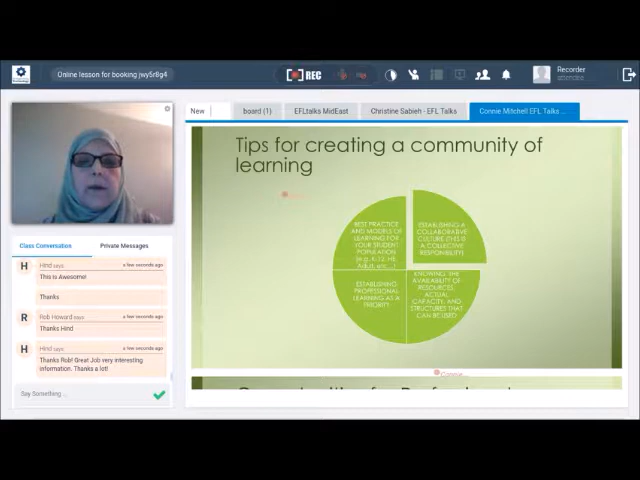 Online lesson for booking jwy5r8g4
REC
Recorder
New
board (1)
EFLtalks MidEast
Christine Sabieh - EFL Talks
Connie Mitchell EFL Talks ...
Tips for creating a community of
learning
BEST PRACTICE
AND MODELS OF
LEARNING FOR
YOUR STUDENT
POPULATION
(e.g. K-12, HE,
Adult, etc...)
ESTABLISHING A
COLLABORATIVE
CULTURE (THIS IS
A COLLECTIVE
RESPONSIBILITY)
ESTABLISHING
PROFESSIONAL
LEARNING AS A
PRIORITY
KNOWING THE
AVAILABILITY OF
RESOURCES,
ACTUAL
CAPACITY, AND
STRUCTURES THAT
CAN BE USED
Connie...
Class Conversation
Private Messages
H
Hind says
a few seconds ago
This is Awesome!
Thanks
R
Rob Howard says
a few seconds ago
Thanks Hind
H
Hind says
a few seconds ago
Thanks Rob! Great Job very interesting
information. Thanks a lot!
Say Something ...